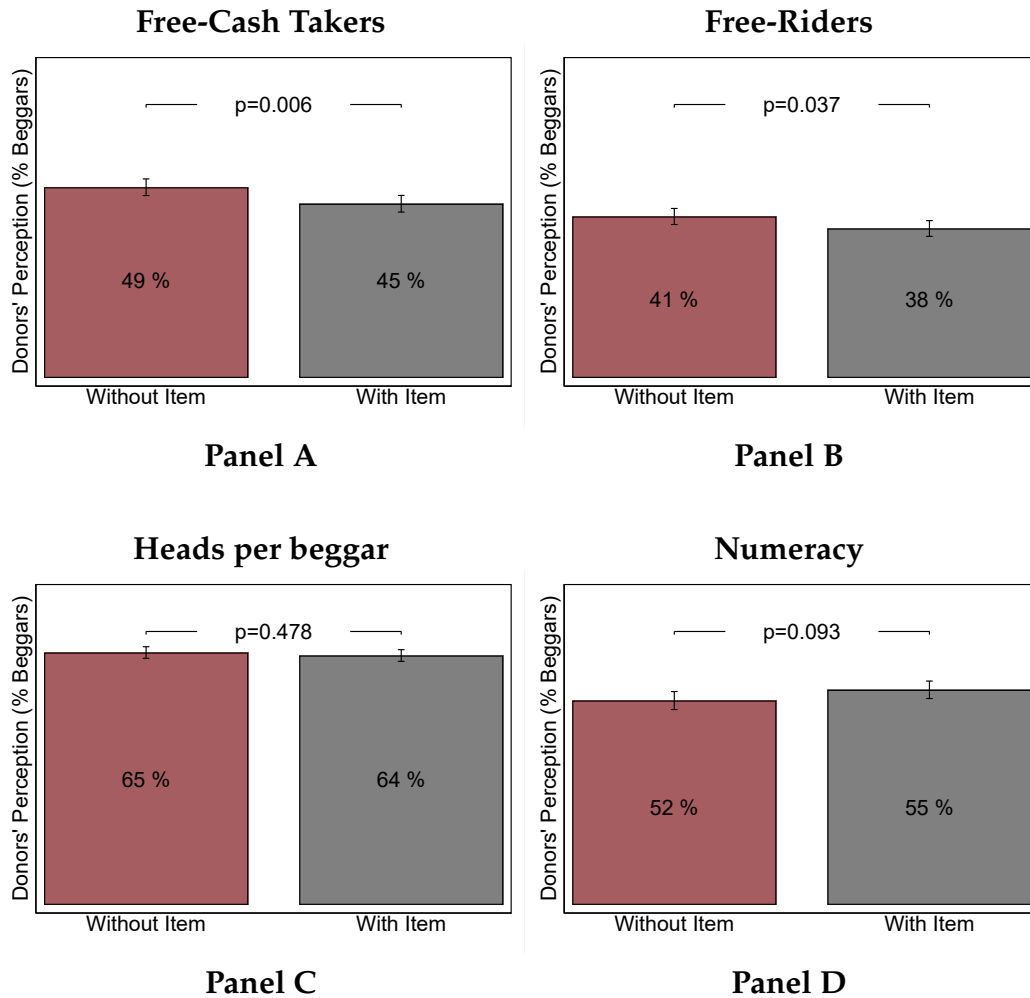 Free-Cash Takers
Donors' Perception (% Beggars)
p=0.006
49 %
45 %
Without Item
With Item
Panel A
Free-Riders
Donors' Perception (% Beggars)
p=0.037
41 %
38 %
Without Item
With Item
Panel B
Heads per beggar
Donors' Perception (% Beggars)
p=0.478
65 %
64 %
Without Item
With Item
Panel C
Numeracy
Donors' Perception (% Beggars)
p=0.093
52 %
55 %
Without Item
With Item
Panel D